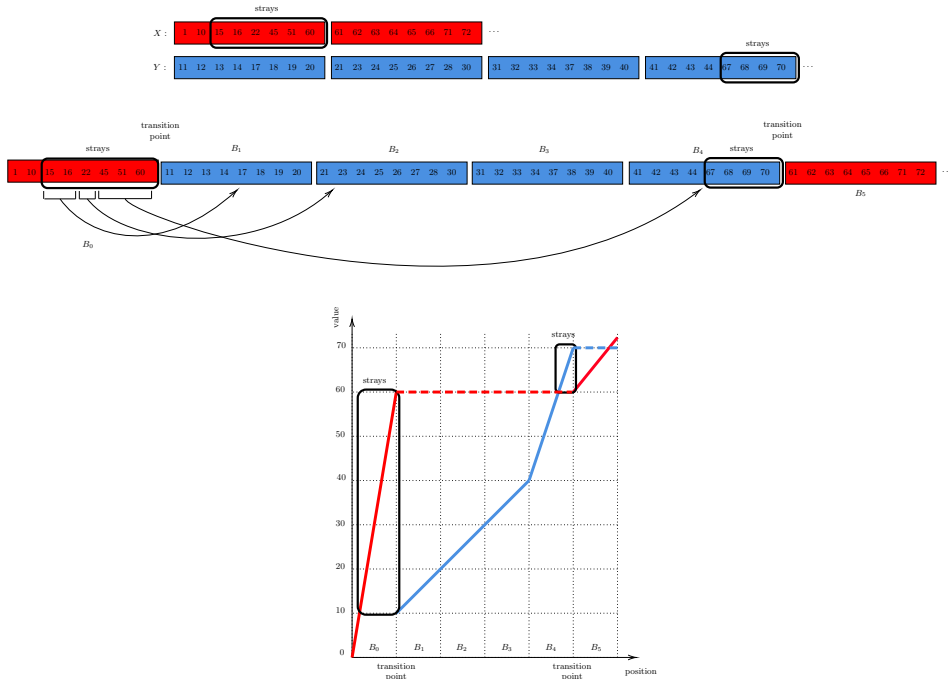 strays
X : 1 10 15 16 22 45 51 60 61 62 63 64 65 66 71 72 ...
strays
Y : 11 12 13 14 17 18 19 20 21 23 24 25 26 27 28 30 31 32 33 34 37 38 39 40 41 42 43 44 67 68 69 70 ...
transition
point
transition
point
strays
B1
B2
B3
B4
strays
1 10 15 16 22 45 51 60 11 12 13 14 17 18 19 20 21 23 24 25 26 27 28 30 31 32 33 34 37 38 39 40 41 42 43 44 67 68 69 70 61 62 63 64 65 66 71 72 ...
B5
B0
value
strays
70
strays
60
50
40
30
20
10
0
B0 B1 B2 B3 B4 B5
transition
point
transition
point
position